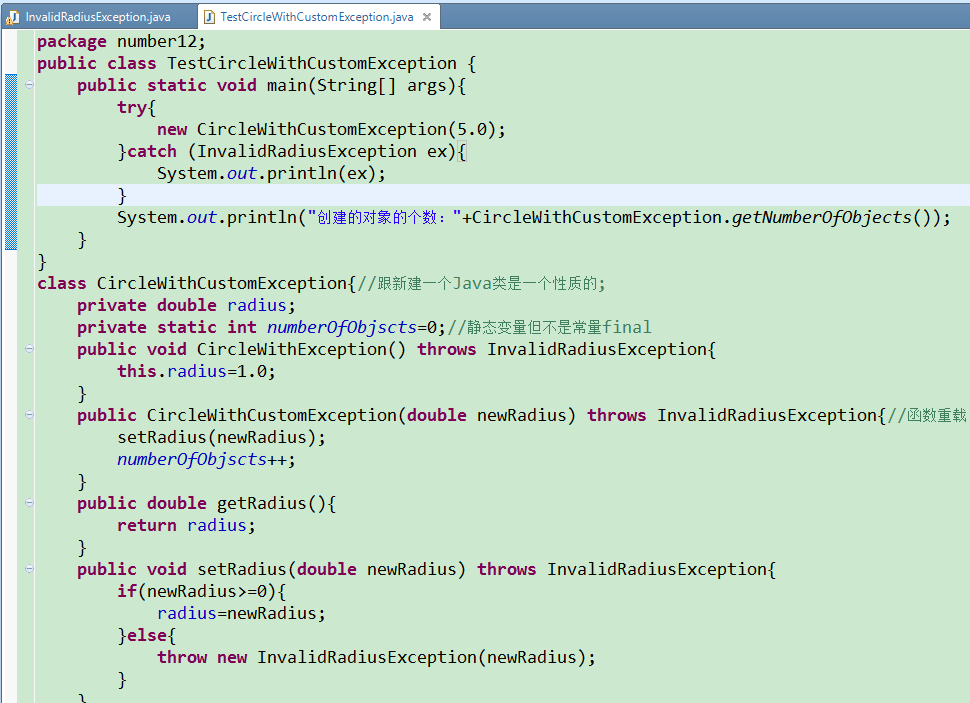 InvalidRadiusException.java
TestCircleWithCustomException.java
package number12;
public class TestCircleWithCustomException {
public static void main(String[] args){
try{
new CircleWithCustomException(5.0);
}catch (InvalidRadiusException ex){
System.out.println(ex);
}
System.out.println("创建的对象的个数："+CircleWithCustomException.getNumberOfObjects());
}
}
class CircleWithCustomException{//跟新建一个Java类是一个性质的;
private double radius;
private static int numberOfObjscts=0;//静态变量但不是常量final
public void CircleWithException() throws InvalidRadiusException{
this.radius=1.0;
}
public CircleWithCustomException(double newRadius) throws InvalidRadiusException{//函数重载
setRadius(newRadius);
numberOfObjscts++;
}
public double getRadius(){
return radius;
}
public void setRadius(double newRadius) throws InvalidRadiusException{
if(newRadius>=0){
radius=newRadius;
}else{
throw new InvalidRadiusException(newRadius);
}
}